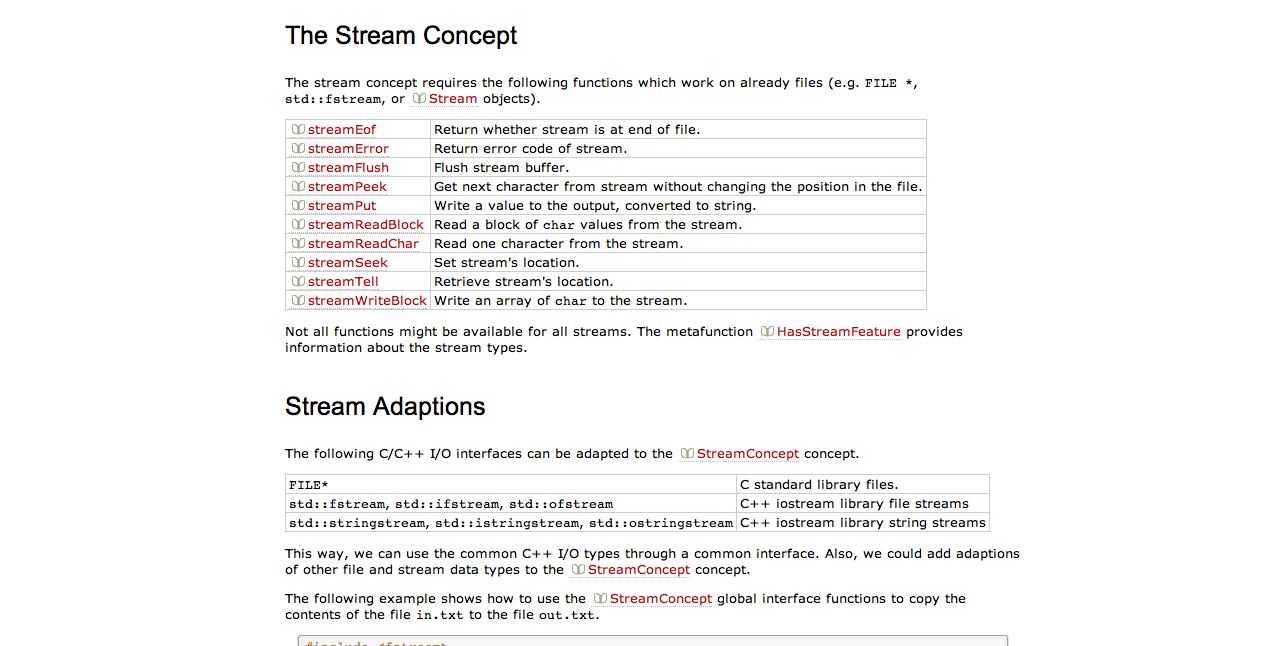 The Stream Concept
The stream concept requires the following functions which work on already files (e.g. FILE *,
std::fstream, or Stream objects).
streamEof Return whether stream is at end of file.
streamError Return error code of stream.
streamFlush Flush stream buffer.
streamPeek Get next character from stream without changing the position in the file.
streamPut Write a value to the output, converted to string.
streamReadBlock Read a block of char values from the stream.
streamReadChar Read one character from the stream.
streamSeek Set stream's location.
streamTell Retrieve stream's location.
streamWriteBlock Write an array of char to the stream.
Not all functions might be available for all streams. The metafunction HasStreamFeature provides
information about the stream types.
Stream Adaptions
The following C/C++ I/O interfaces can be adapted to the StreamConcept concept.
FILE* C standard library files.
std::fstream, std::ifstream, std::ofstream C++ iostream library file streams
std::stringstream, std::istringstream, std::ostringstream C++ iostream library string streams
This way, we can use the common C++ I/O types through a common interface. Also, we could add adaptions
of other file and stream data types to the StreamConcept concept.
The following example shows how to use the StreamConcept global interface functions to copy the
contents of the file in.txt to the file out.txt.
#include <fstream>